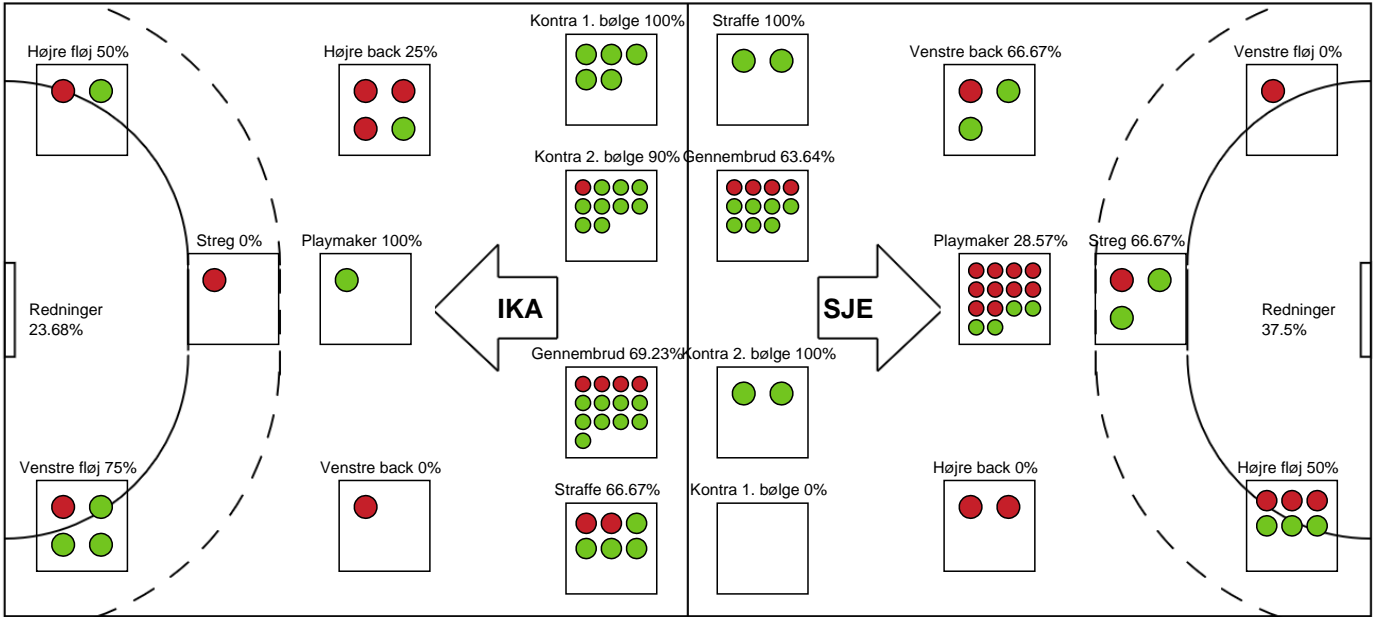 Kontra 1. bølge 100%
Straffe 100%
Højre fløj 50%
Højre back 25%
Venstre back 66.67%
Venstre fløj 0%
Kontra 2. bølge 90%
Gennembrud 63.64%
Streg 0%
Playmaker 100%
Playmaker 28.57%
Streg 66.67%
Redninger
23.68%
IKA
SJE
Redninger
37.5%
Gennembrud 69.23%
Kontra 2. bølge 100%
Venstre fløj 75%
Venstre back 0%
Højre back 0%
Højre fløj 50%
Straffe 66.67%
Kontra 1. bølge 0%